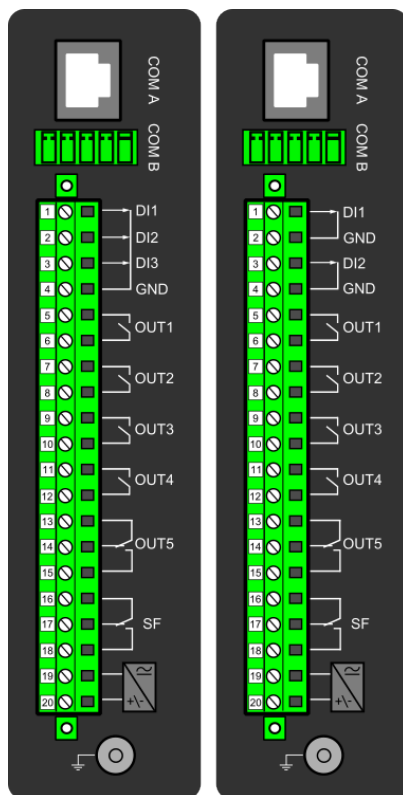 COM A
COM B
1 DI1
2 DI2
3 DI3
4 GND
5
OUT1
6
7
OUT2
8
9
OUT3
10
11
OUT4
12
13
14 OUT5
15
16
17 SF
18
19
20 +/-
COM A
COM B
1 DI1
2 GND
3 DI2
4 GND
5
OUT1
6
7
OUT2
8
9
OUT3
10
11
OUT4
12
13
14 OUT5
15
16
17 SF
18
19
20 +/-